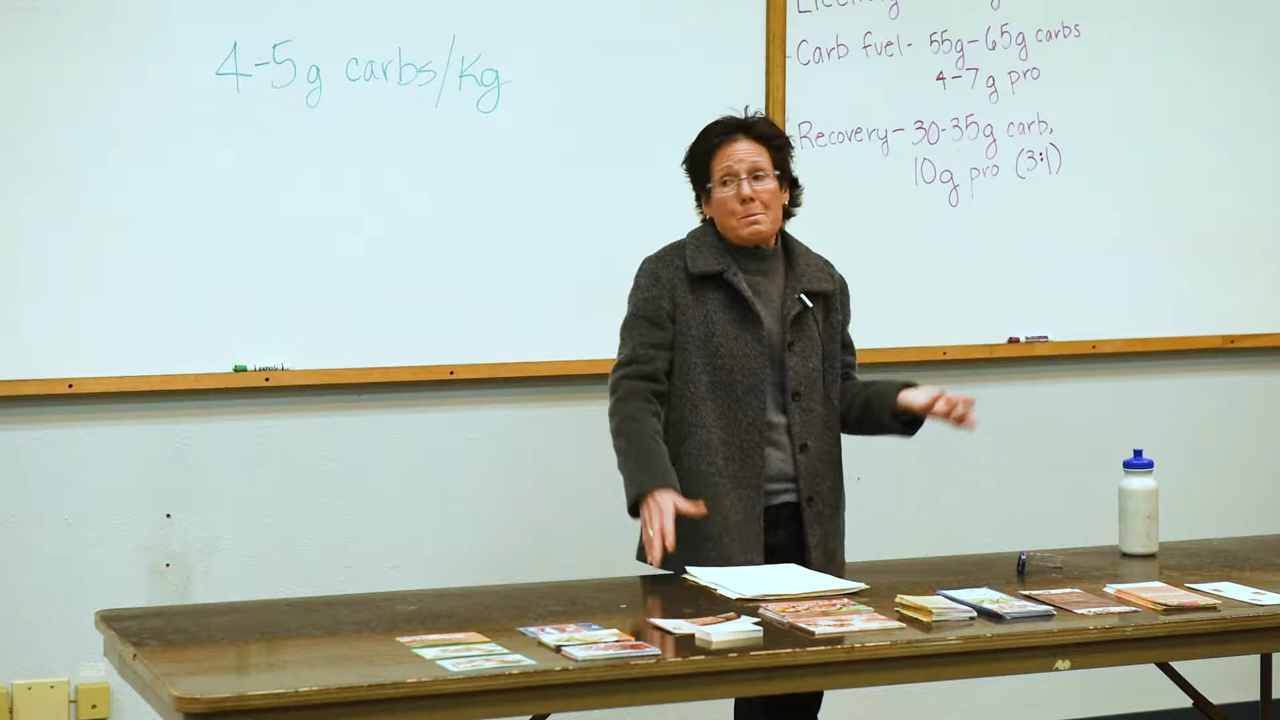 4-5g carbs/Kg
Carb fuel- 55g-65g carbs
4-7g pro
Recovery- 30-35g carb,
10g pro (3:1)
EXPO